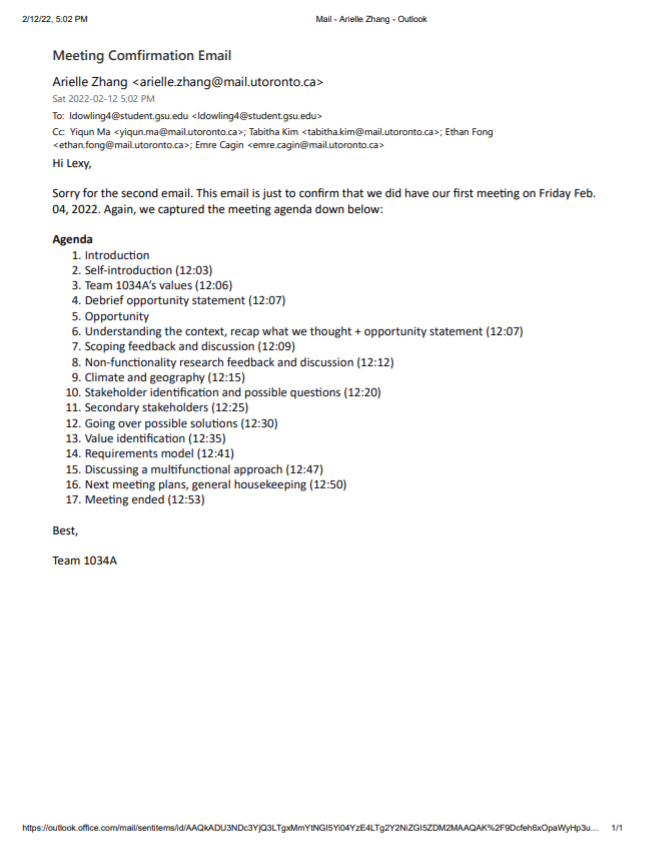 2/12/22, 5:02 PM Mail - Arielle Zhang - Outlook
Meeting Comfirmation Email
Arielle Zhang <arielle.zhang@mail.utoronto.ca>
Sat 2022-02-12 5:02 PM
To: ldowling4@student.gsu.edu <ldowling4@student.gsu.edu>
Cc: Yiqun Ma <yiqun.ma@mail.utoronto.ca>; Tabitha Kim <tabitha.kim@mail.utoronto.ca>; Ethan Fong
<ethan.fong@mail.utoronto.ca>; Emre Cagin <emre.cagin@mail.utoronto.ca>
Hi Lexy,
Sorry for the second email. This email is just to confirm that we did have our first meeting on Friday Feb.
04, 2022. Again, we captured the meeting agenda down below:
Agenda
1. Introduction
2. Self-introduction (12:03)
3. Team 1034A's values (12:06)
4. Debrief opportunity statement (12:07)
5. Opportunity
6. Understanding the context, recap what we thought + opportunity statement (12:07)
7. Scoping feedback and discussion (12:09)
8. Non-functionality research feedback and discussion (12:12)
9. Climate and geography (12:15)
10. Stakeholder identification and possible questions (12:20)
11. Secondary stakeholders (12:25)
12. Going over possible solutions (12:30)
13. Value identification (12:35)
14. Requirements model (12:41)
15. Discussing a multifunctional approach (12:47)
16. Next meeting plans, general housekeeping (12:50)
17. Meeting ended (12:53)
Best,
Team 1034A
1/1